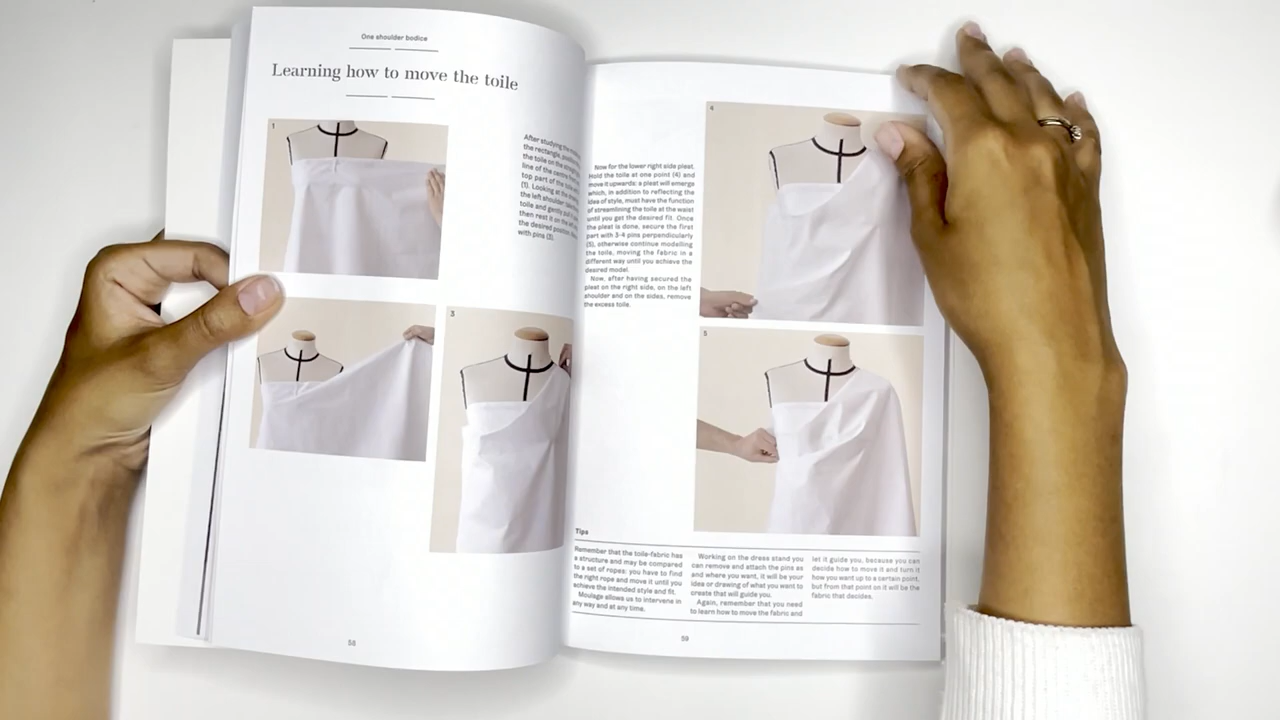 One shoulder bodice
Learning how to move the toile
1
After studying the
the rectangle,
the toile on the
line of the centre
top part of the
(1). Looking at the
the left shoulder
toile and gently
then rest it on the
the desired position
with pins (3).
3
58
4
Now for the lower right side pleat.
Hold the toile at one point (4) and
move it upwards: a pleat will emerge
which, in addition to reflecting the
idea of style, must have the function
of streamlining the toile at the waist
until you get the desired fit. Once
the pleat is done, secure the first
part with 3-4 pins perpendicularly
(5), otherwise continue modelling
the toile, moving the fabric in a
different way until you achieve the
desired model.
Now, after having secured the
pleat on the right side, on the left
shoulder and on the sides, remove
the excess toile.
5
Tips
Remember that the toile-fabric has
a structure and may be compared
to a set of ropes: you have to find
the right rope and move it until you
achieve the intended style and fit.
Moulage allows us to intervene in
any way and at any time.
Working on the dress stand you
can remove and attach the pins as
and where you want, it will be your
idea or drawing of what you want to
create that will guide you.
Again, remember that you need
to learn how to move the fabric and
let it guide you, because you can
decide how to move it and turn it
how you want up to a certain point,
but from that point on it will be the
fabric that decides.
59